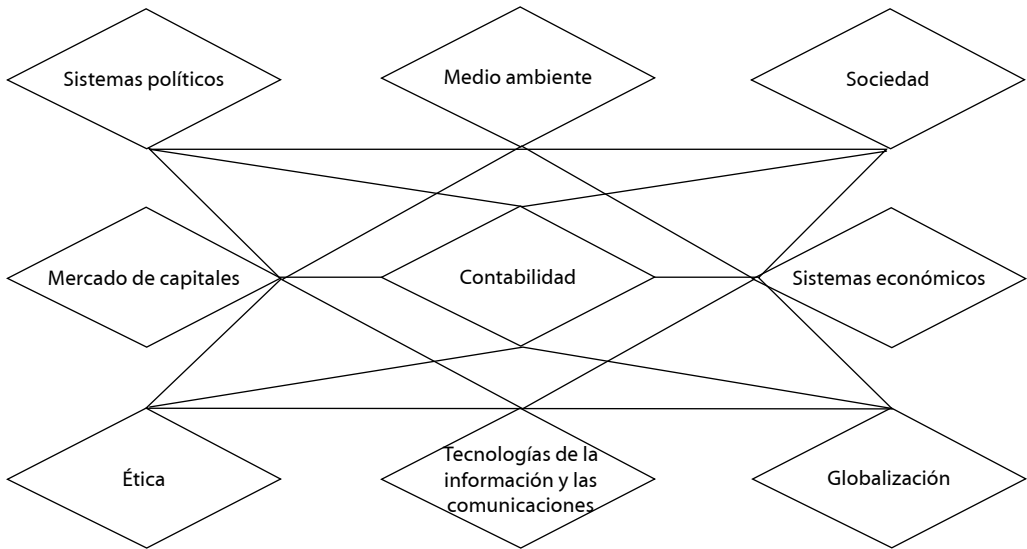 Sistemas políticos
Medio ambiente
Sociedad
Mercado de capitales
Contabilidad
Sistemas económicos
Ética
Tecnologías de la
información y las
comunicaciones
Globalización